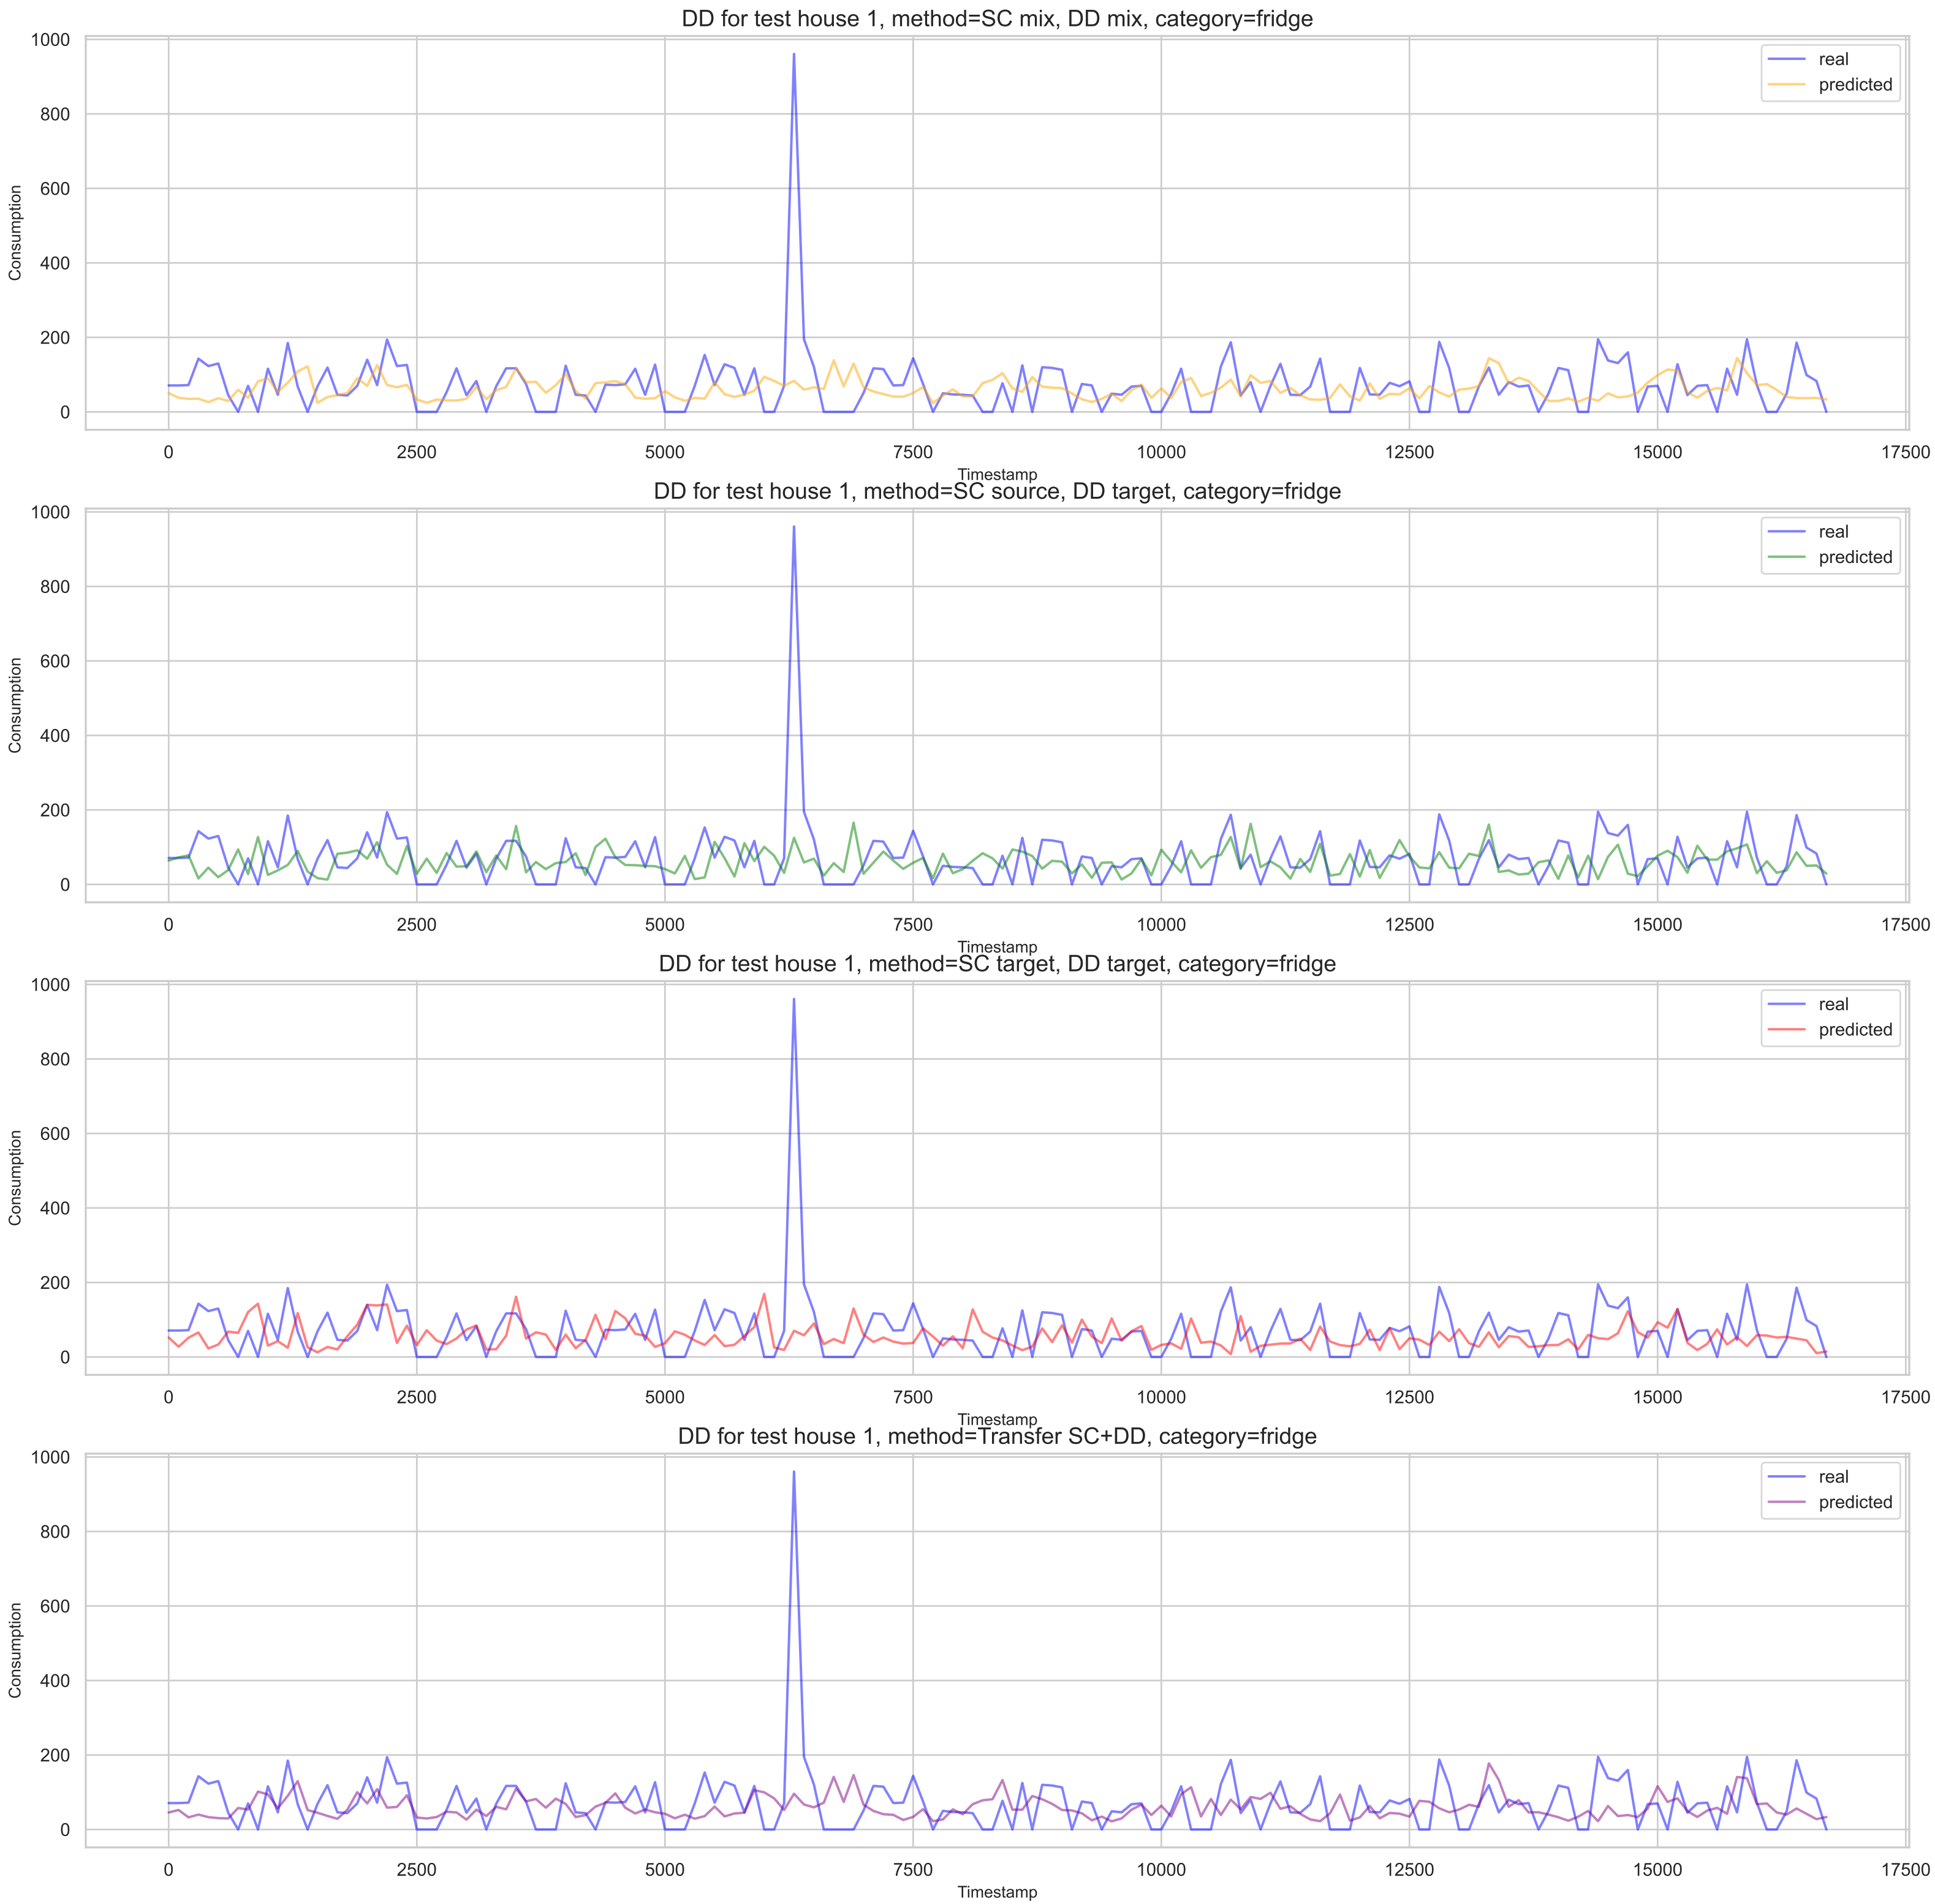 DD for test house 1, method=SC mix, DD mix, category=fridge
1000
800
600
400
200
0
Consumption
real
predicted
0 2500 5000 7500 10000 12500 15000 17500
Timestamp
DD for test house 1, method=SC source, DD target, category=fridge
1000
800
600
400
200
0
Consumption
real
predicted
0 2500 5000 7500 10000 12500 15000 17500
Timestamp
DD for test house 1, method=SC target, DD target, category=fridge
1000
800
600
400
200
0
Consumption
real
predicted
0 2500 5000 7500 10000 12500 15000 17500
Timestamp
DD for test house 1, method=Transfer SC+DD, category=fridge
1000
800
600
400
200
0
Consumption
real
predicted
0 2500 5000 7500 10000 12500 15000 17500
Timestamp